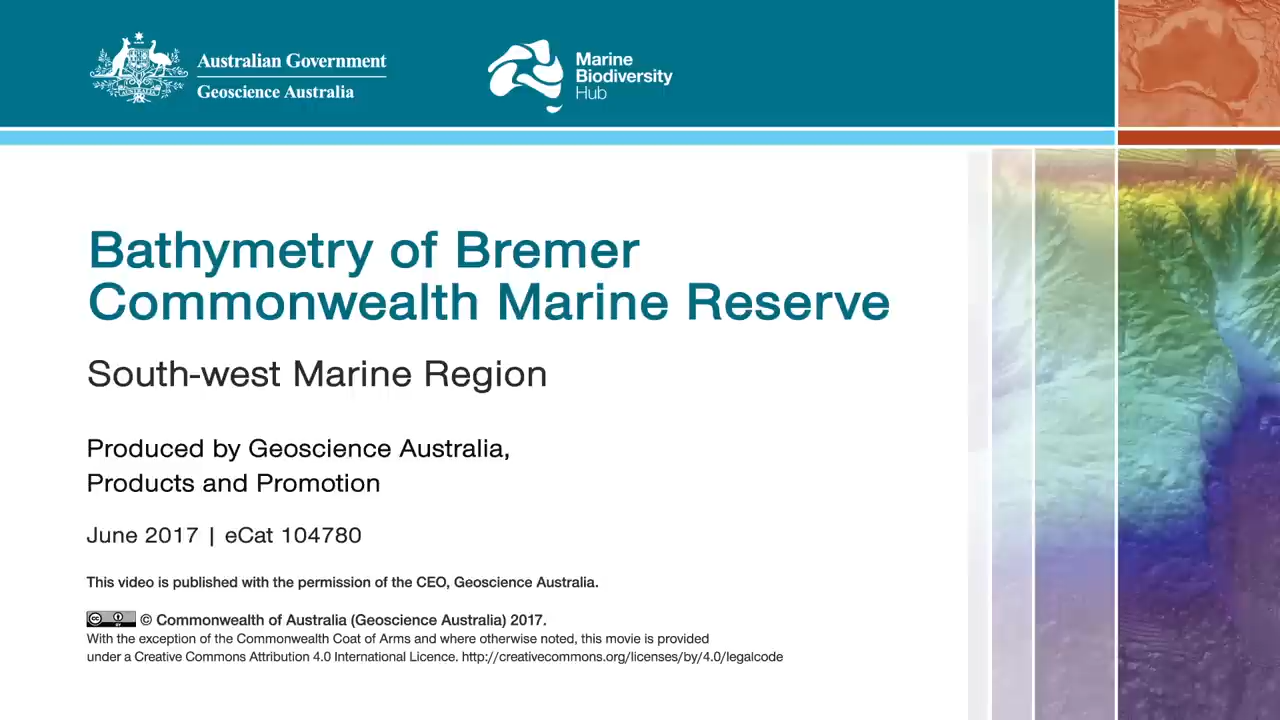 Australian Government
Geoscience Australia
Marine
Biodiversity
Hub
Bathymetry of Bremer
Commonwealth Marine Reserve
South-west Marine Region
Produced by Geoscience Australia,
Products and Promotion
June 2017 | eCat 104780
This video is published with the permission of the CEO, Geoscience Australia.
cc BY © Commonwealth of Australia (Geoscience Australia) 2017.
With the exception of the Commonwealth Coat of Arms and where otherwise noted, this movie is provided
under a Creative Commons Attribution 4.0 International Licence. http://creativecommons.org/licenses/by/4.0/legalcode